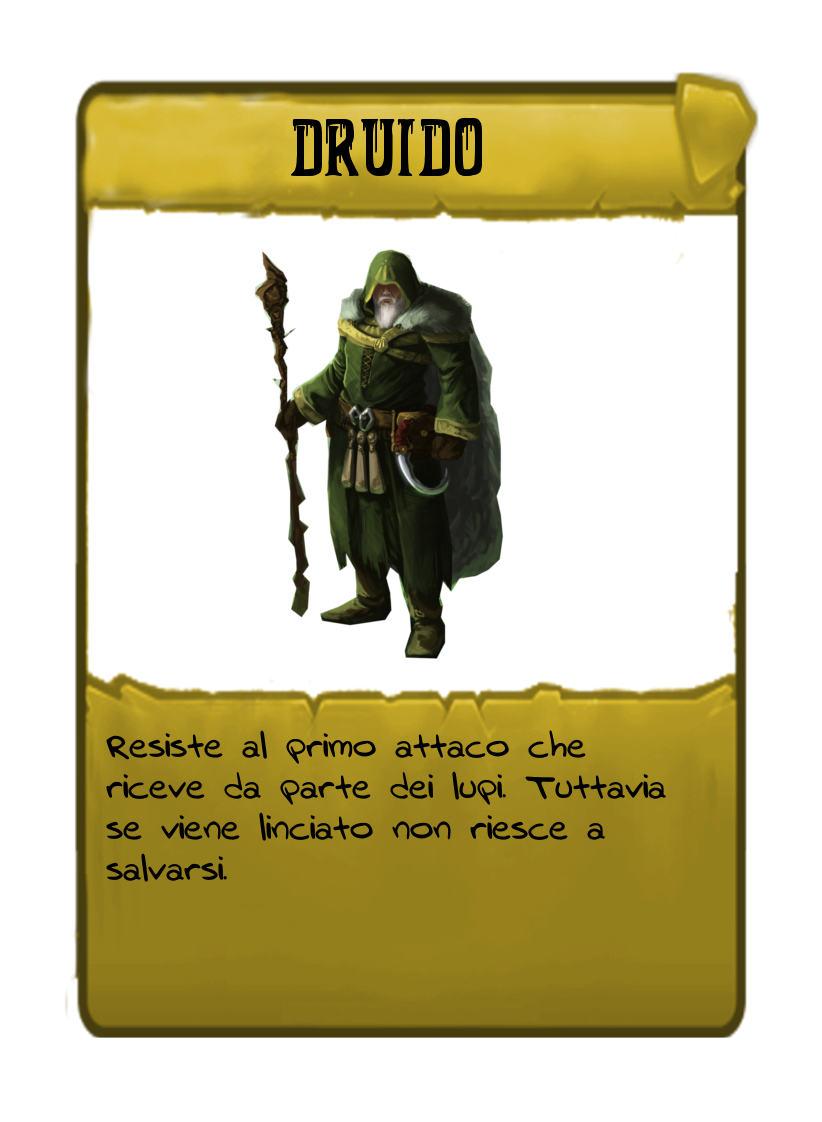 DRUIDO
Resiste al primo attaco che
riceve da parte dei lupi. Tuttavia
se viene linciato non riesce a
salvarsi.